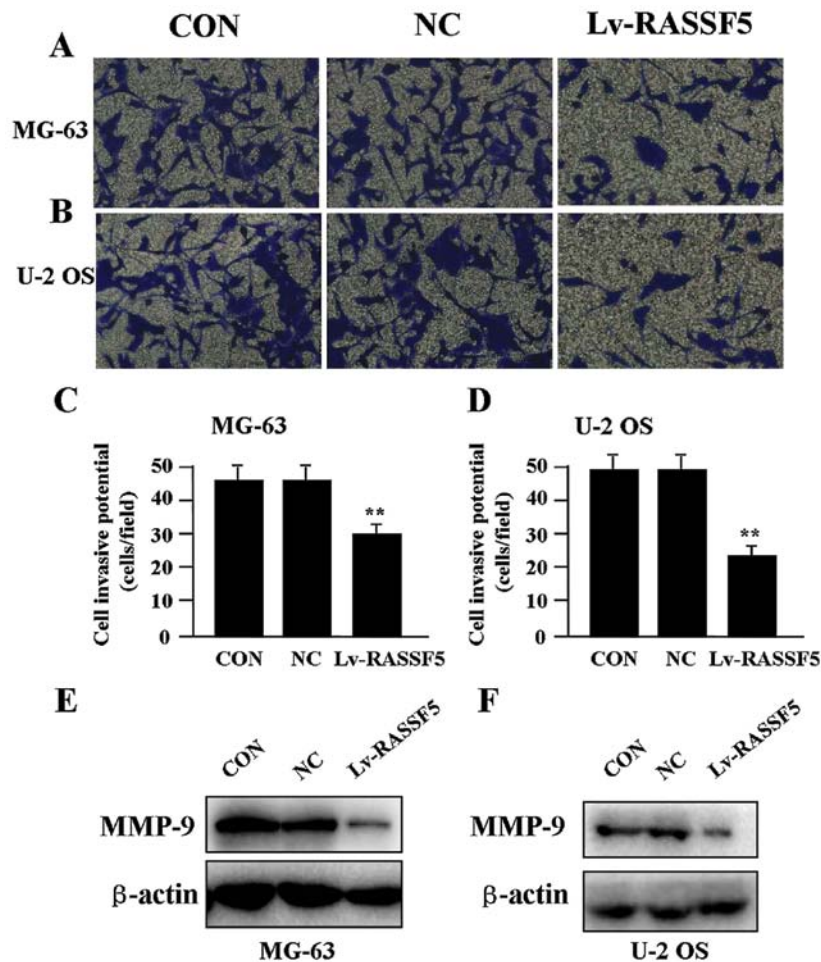 CON NC Lv-RASSF5
A
MG-63
B
U-2 OS
C
MG-63
Cell invasive potential
(cells/field)
50
40
30
20
10
0
**
CON NC Lv-RASSF5
D
U-2 OS
Cell invasive potential
(cells/field)
50
40
30
20
10
0
**
CON NC Lv-RASSF5
E
CON NC Lv-RASSF5
MMP-9
β-actin
MG-63
F
CON NC Lv-RASSF5
MMP-9
β-actin
U-2 OS